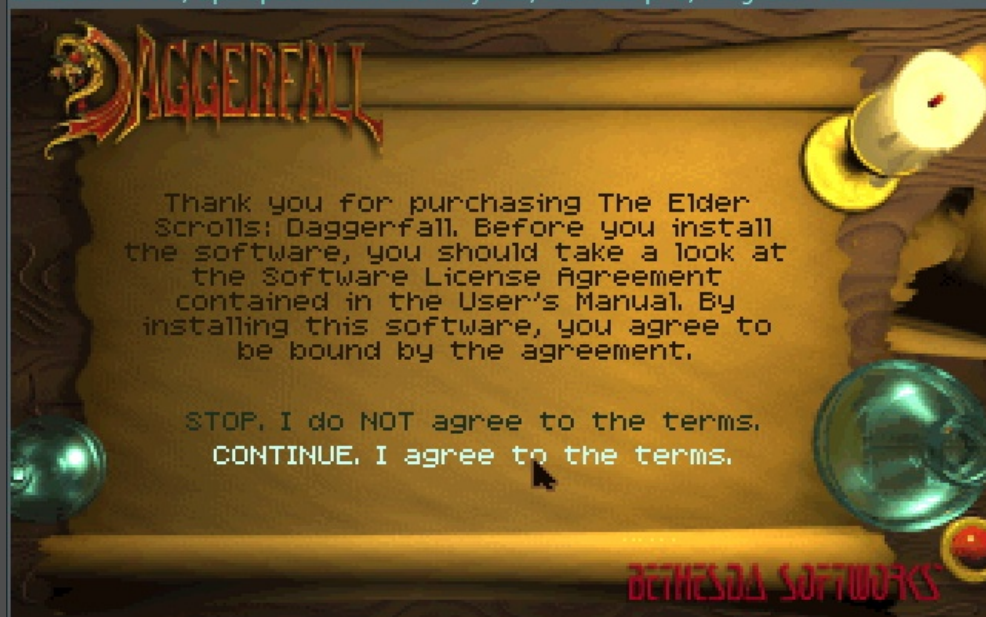 DAGGERFALL
Thank you for purchasing The Elder
Scrolls: Daggerfall. Before you install
the software, you should take a look at
the Software License Agreement
contained in the User's Manual. By
installing this software, you agree to
be bound by the agreement.
STOP. I do NOT agree to the terms.
CONTINUE. I agree to the terms.
BETHESDA SOFTWORKS